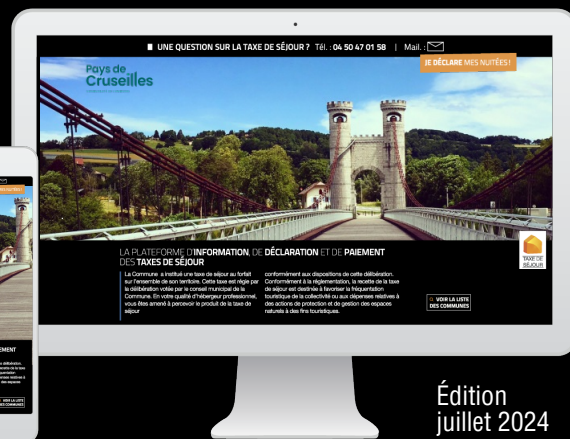 UNE QUESTION SUR LA TAXE DE SÉJOUR ? Tél. : 04 50 47 01 58 | Mail. :
JE DÉCLARE MES NUITÉES !
Pays de
Cruseilles
LA PLATEFORME D'INFORMATION, DE DÉCLARATION ET DE PAIEMENT
DES TAXES DE SÉJOUR
La Commune a institué une taxe de séjour au forfait
sur l'ensemble de son territoire. Cette taxe est régie par
la délibération votée par le conseil municipal de la
Commune. En votre qualité d'hébergeur professionnel,
vous êtes amené à percevoir le produit de la taxe de
séjour
conformément aux dispositions de cette délibération.
Conformément à la réglementation, la recette de la taxe
de séjour est destinée à favoriser la fréquentation
touristique de la collectivité ou aux dépenses relatives à
des actions de protection et de gestion des espaces
naturels à des fins touristiques.
TAXE DE
SÉJOUR
VOIR LA LISTE
DES COMMUNES
EMENT
VOIR LA LISTE
DES COMMUNES
Édition
juillet 2024